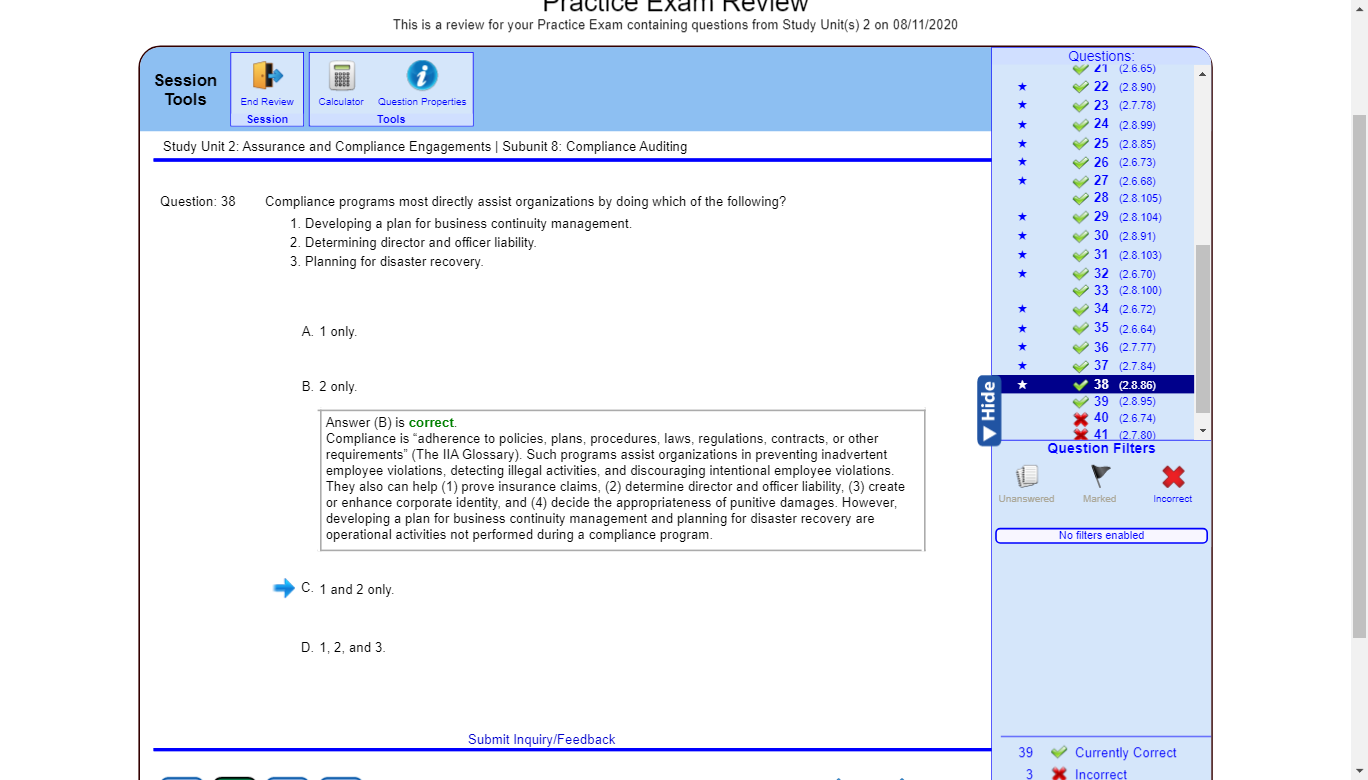 Practice Exam Review
This is a review for your Practice Exam containing questions from Study Unit(s) 2 on 08/11/2020
Session
Tools
End Review
Session
Calculator
Question Properties
Tools
Study Unit 2: Assurance and Compliance Engagements | Subunit 8: Compliance Auditing
Question: 38
Compliance programs most directly assist organizations by doing which of the following?
1. Developing a plan for business continuity management.
2. Determining director and officer liability.
3. Planning for disaster recovery.
A. 1 only.
B. 2 only.
Answer (B) is correct.
Compliance is “adherence to policies, plans, procedures, laws, regulations, contracts, or other
requirements” (The IIA Glossary). Such programs assist organizations in preventing inadvertent
employee violations, detecting illegal activities, and discouraging intentional employee violations.
They also can help (1) prove insurance claims, (2) determine director and officer liability, (3) create
or enhance corporate identity, and (4) decide the appropriateness of punitive damages. However,
developing a plan for business continuity management and planning for disaster recovery are
operational activities not performed during a compliance program.
C. 1 and 2 only.
D. 1, 2, and 3.
Submit Inquiry/Feedback
Questions:
21 (2.6.65)
22 (2.8.90)
23 (2.7.78)
24 (2.8.99)
25 (2.8.85)
26 (2.6.73)
27 (2.6.68)
28 (2.8.105)
29 (2.8.104)
30 (2.8.91)
31 (2.8.103)
32 (2.6.70)
33 (2.8.100)
34 (2.6.72)
35 (2.6.64)
36 (2.7.77)
37 (2.7.84)
38 (2.8.86)
39 (2.8.95)
40 (2.6.74)
41 (2.7.80)
Hide
Question Filters
Unanswered
Marked
Incorrect
No filters enabled
39 Currently Correct
3 Incorrect